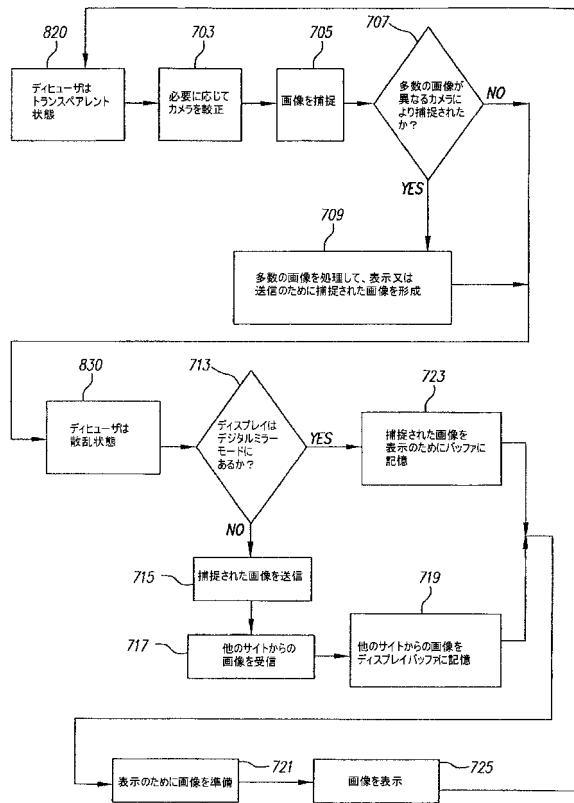 820
ディヒューザは
トランスペアレント
状態
703
必要に応じて
カメラを較正
705
画像を捕捉
707
多数の画像が
異なるカメラに
より捕捉された
か?
NO
YES
709
多数の画像を処理して、表示又は
送信のために捕捉された画像を形成
830
ディヒューザは
散乱状態
713
ディスプレイは
デジタルミラー
モードに
あるか?
YES
NO
723
捕捉された画像を
表示のためにバッファに
記憶
715
捕捉された画像を送信
717
他のサイトからの
画像を受信
719
他のサイトからの画像を
ディスプレイバッファに記憶
表示のために画像を準備
721
画像を表示
725